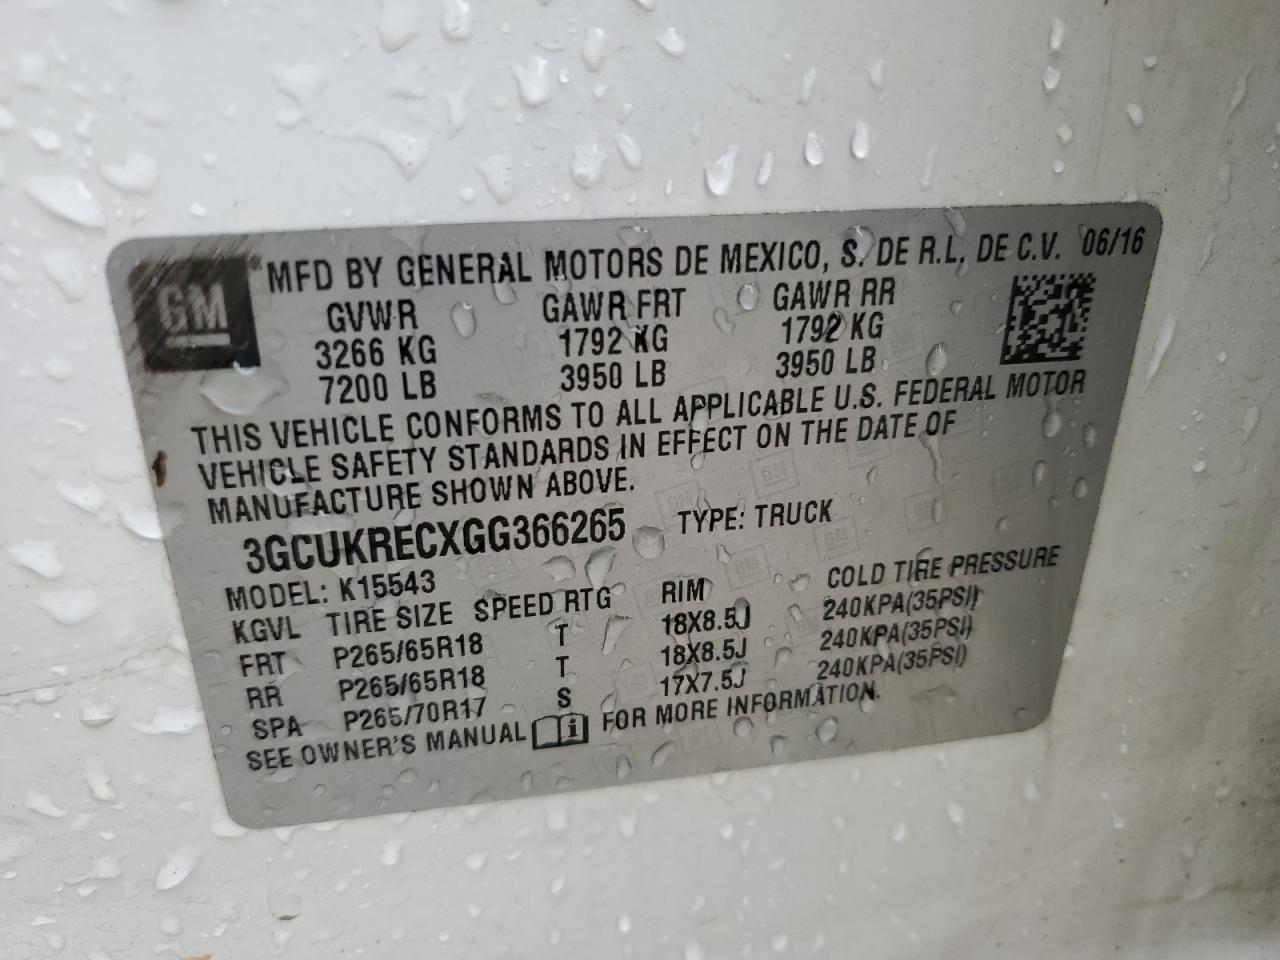 GM
MFD BY GENERAL MOTORS DE MEXICO, S. DE R.L. DE C.V. 06/16
GVWR GAWR FRT GAWR RR
3266 KG 1792 KG 1792 KG
7200 LB 3950 LB 3950 LB
THIS VEHICLE CONFORMS TO ALL APPLICABLE U.S. FEDERAL MOTOR
VEHICLE SAFETY STANDARDS IN EFFECT ON THE DATE OF
MANUFACTURE SHOWN ABOVE.
3GCUKRECXGG366265 TYPE: TRUCK
MODEL: K15543
KGVL TIRE SIZE SPEED RTG RIM COLD TIRE PRESSURE
FRT P265/65R18 T 18X8.5J 240KPA(35PSI)
RR P265/65R18 T 18X8.5J 240KPA(35PSI)
SPA P265/70R17 S 17X7.5J 240KPA(35PSI)
SEE OWNER'S MANUAL i FOR MORE INFORMATION.